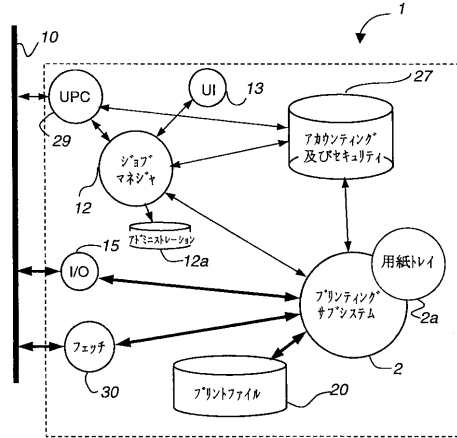 10
1
UPC
UI
27
29
13
ｼﾞｮﾌﾞ
ﾏﾈｼﾞｬ
ｱｶｳﾝﾃｨﾝｸﾞ
及びｾｷｭﾘﾃｨ
12
ｱﾄﾞﾐﾆｽﾄﾚｰｼｮﾝ
12a
15
I/O
ﾌﾟﾘﾝﾃｨﾝｸﾞ
ｻﾌﾞｼｽﾃﾑ
用紙ﾄﾚｲ
2a
ﾌｪｯﾁ
30
ﾌﾟﾘﾝﾄﾌｧｲﾙ
20
2